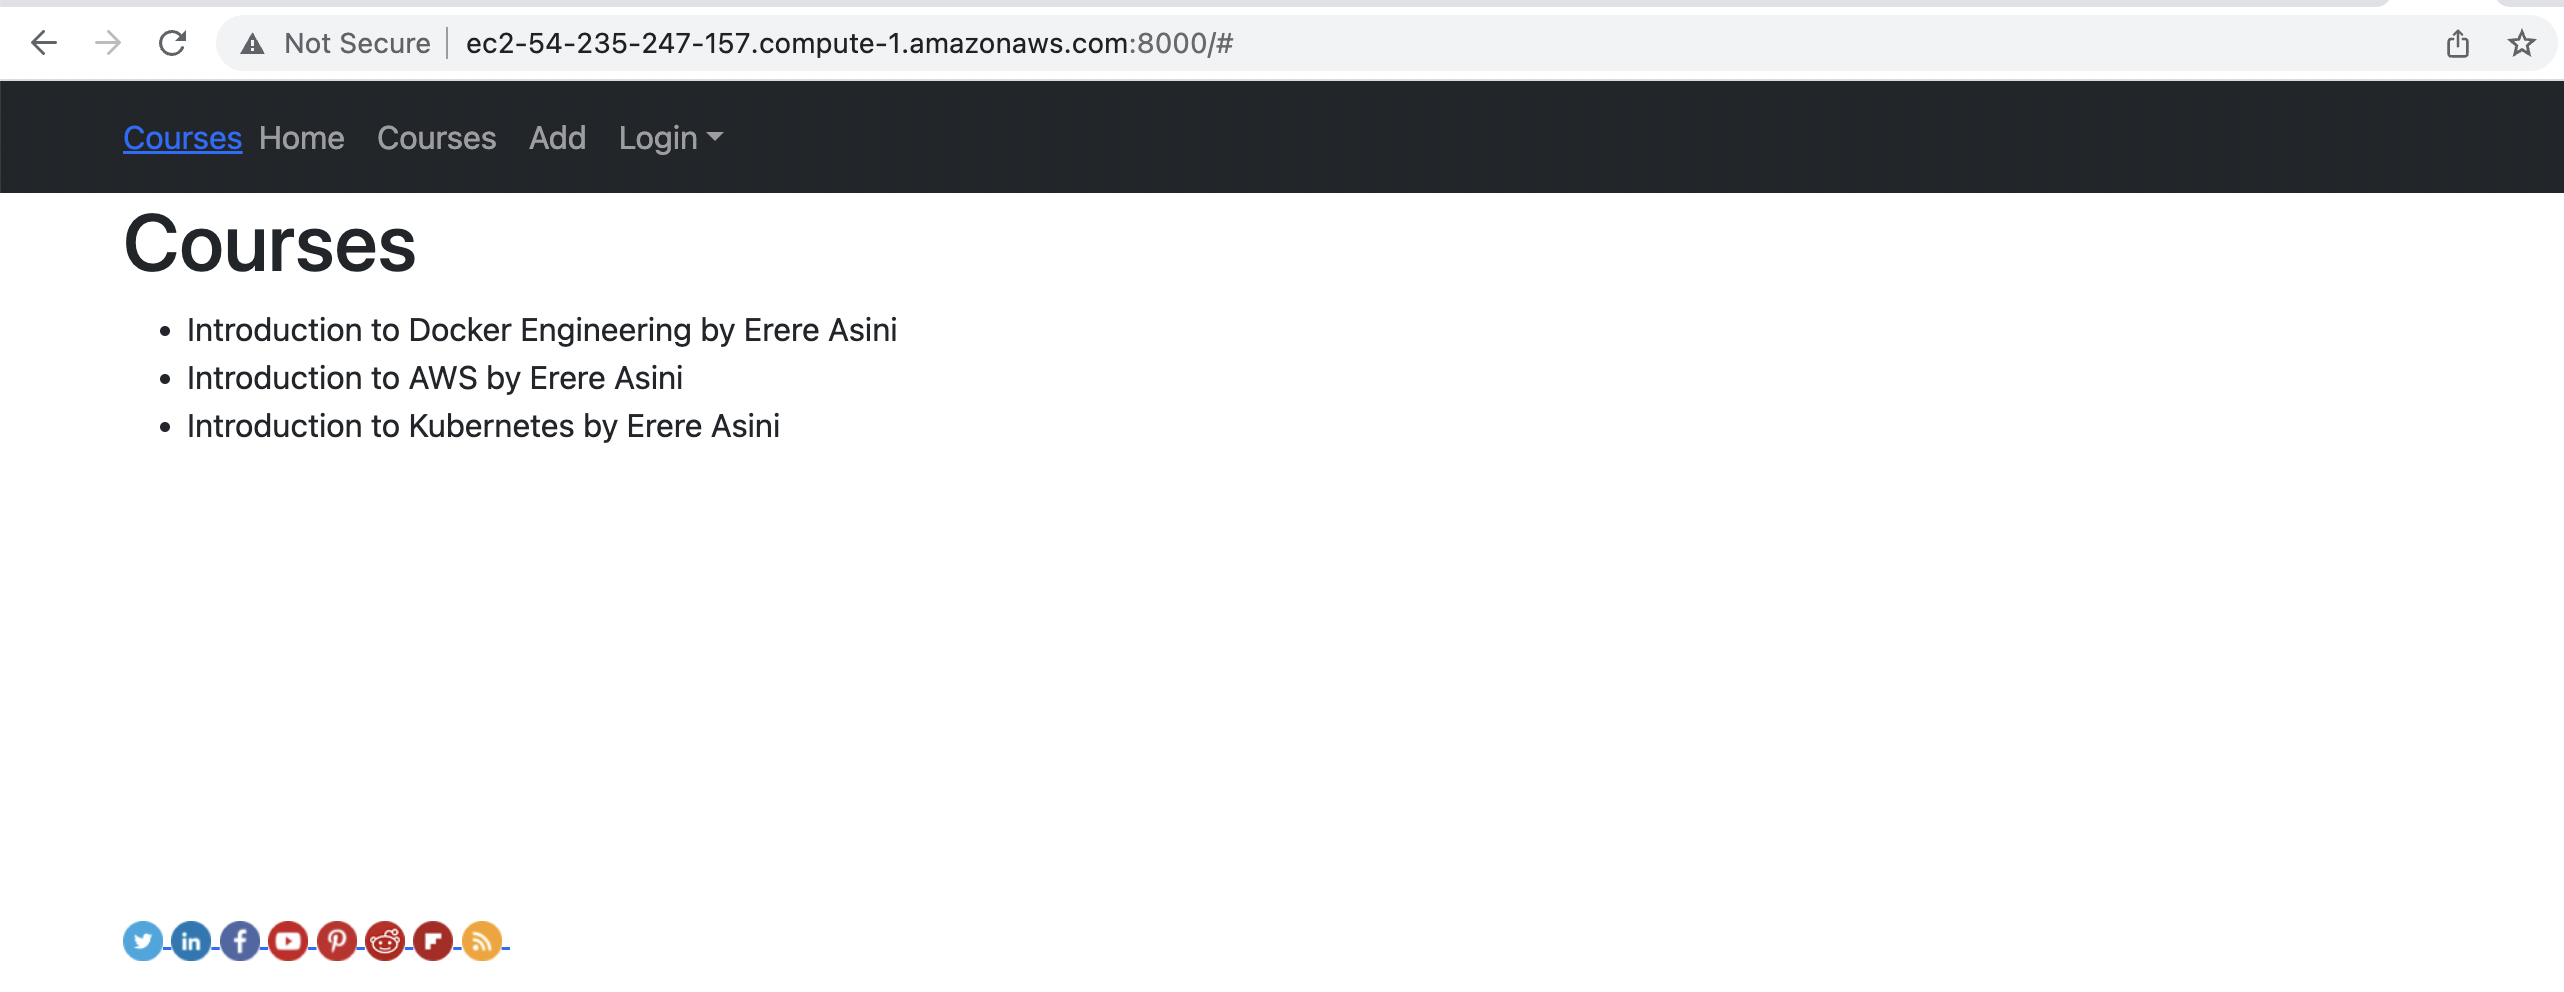 Not Secure ec2-54-235-247-157.compute-1.amazonaws.com:8000/#
Courses Home Courses Add Login
Courses
• Introduction to Docker Engineering by Erere Asini
• Introduction to AWS by Erere Asini
• Introduction to Kubernetes by Erere Asini
in